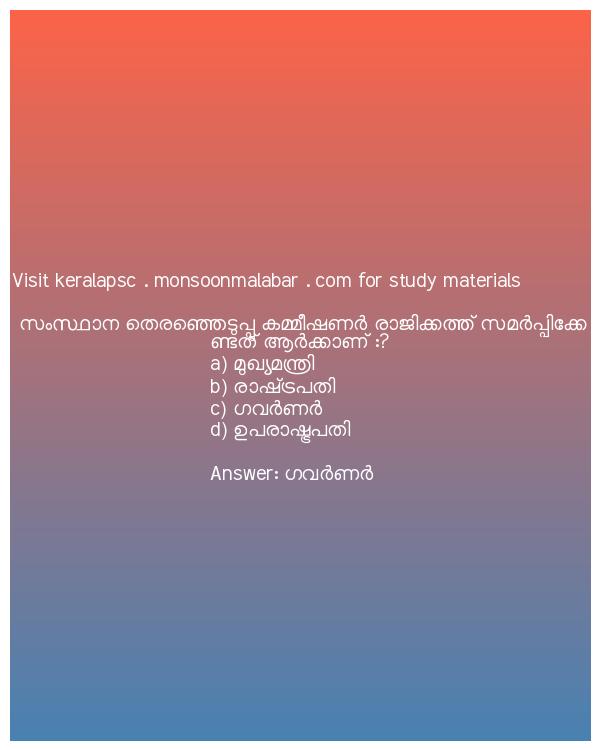 Visit keralapsc . monsoonmalabar . com for study materials
സംസ്ഥാന തെരഞ്ഞെടുപ്പു കമ്മീഷണർ രാജിക്കത്ത് സമർപ്പിക്കേ
ണ്ടത് ആർക്കാണ് :?
a) മുഖ്യമന്ത്രി
b) രാഷ്ട്രപതി
c) ഗവർണർ
d) ഉപരാഷ്ട്രപതി
Answer: ഗവർണർ